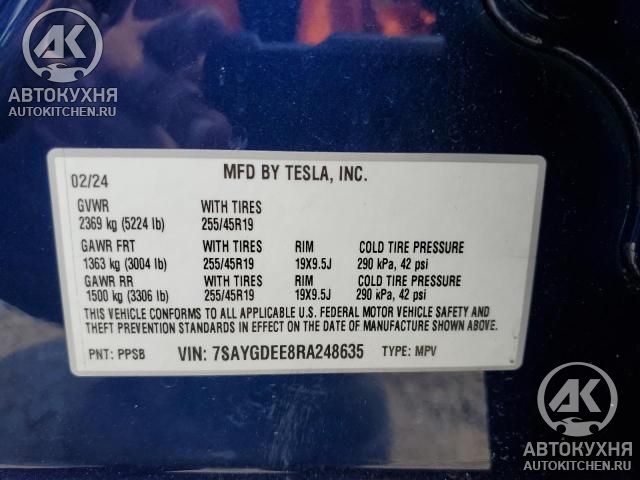 AK
АВТОКУХНЯ
AUTOKITCHEN.RU
02/24 MFD BY TESLA, INC.
GVWR WITH TIRES
2369 kg (5224 lb) 255/45R19
GAWR FRT WITH TIRES RIM COLD TIRE PRESSURE
1363 kg (3004 lb) 255/45R19 19X9.5J 290 kPa, 42 psi
GAWR RR WITH TIRES RIM COLD TIRE PRESSURE
1500 kg (3306 lb) 255/45R19 19X9.5J 290 kPa, 42 psi
THIS VEHICLE CONFORMS TO ALL APPLICABLE U.S. FEDERAL MOTOR VEHICLE SAFETY AND
THEFT PREVENTION STANDARDS IN EFFECT ON THE DATE OF MANUFACTURE SHOWN ABOVE.
PNT: PPSB VIN: 7SAYGDEE8RA248635 TYPE: MPV
AK
АВТОКУХНЯ
AUTOKITCHEN.RU